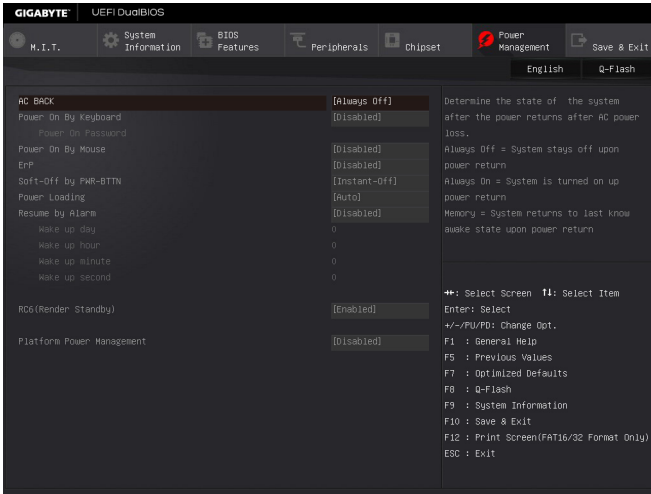 GIGABYTE™ UEFI DualBIOS
M.I.T. System Information BIOS Features Peripherals Chipset Power Management Save & Exit
English Q-Flash
AC BACK [Always Off]
Power On By Keyboard [Disabled]
Power On Password
Power On By Mouse [Disabled]
ErP [Disabled]
Soft-Off by PWR-BTTN [Instant-Off]
Power Loading [Auto]
Resume by Alarm [Disabled]
Wake up day 0
Wake up hour 0
Wake up minute 0
Wake up second 0
RC6(Render Standby) [Enabled]
Platform Power Management [Disabled]
Determine the state of the system
after the power returns after AC power
loss.
Always Off = System stays off upon
power return
Always On = System is turned on up
power return
Memory = System returns to last know
awake state upon power return
→←: Select Screen ↑↓: Select Item
Enter: Select
+/-/PU/PD: Change Opt.
F1 : General Help
F5 : Previous Values
F7 : Optimized Defaults
F8 : Q-Flash
F9 : System Information
F10 : Save & Exit
F12 : Print Screen(FAT16/32 Format Only)
ESC : Exit